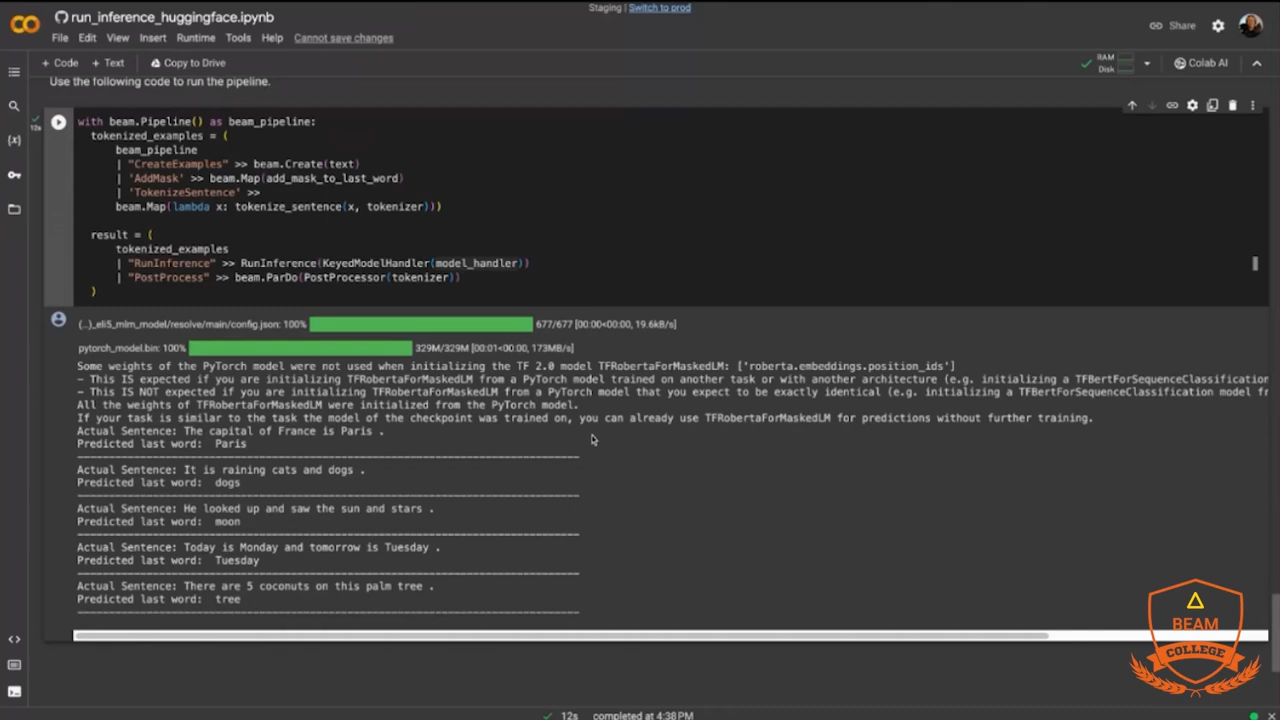 Staging | Switch to prod
run_inference_huggingface.ipynb
Share
File Edit View Insert Runtime Tools Help Cannot save changes
+ Code + Text Copy to Drive
RAM
Disk
Colab AI
Use the following code to run the pipeline.
12s
with beam.Pipeline() as beam_pipeline:
tokenized_examples = (
beam_pipeline
| "CreateExamples" >> beam.Create(text)
| 'AddMask' >> beam.Map(add_mask_to_last_word)
| 'TokenizeSentence' >>
beam.Map(lambda x: tokenize_sentence(x, tokenizer)))
result = (
tokenized_examples
| "RunInference" >> RunInference(KeyedModelHandler(model_handler))
| "PostProcess" >> beam.ParDo(PostProcessor(tokenizer))
)
(…)_eli5_mlm_model/resolve/main/config.json: 100% 677/677 [00:00<00:00, 19.6kB/s]
pytorch_model.bin: 100% 329M/329M [00:01<00:00, 173MB/s]
Some weights of the PyTorch model were not used when initializing the TF 2.0 model TFRobertaForMaskedLM: ['roberta.embeddings.position_ids']
- This IS expected if you are initializing TFRobertaForMaskedLM from a PyTorch model trained on another task or with another architecture (e.g. initializing a TFBertForSequenceClassification
- This IS NOT expected if you are initializing TFRobertaForMaskedLM from a PyTorch model that you expect to be exactly identical (e.g. initializing a TFBertForSequenceClassification model fr
All the weights of TFRobertaForMaskedLM were initialized from the PyTorch model.
If your task is similar to the task the model of the checkpoint was trained on, you can already use TFRobertaForMaskedLM for predictions without further training.
Actual Sentence: The capital of France is Paris .
Predicted last word: Paris
Actual Sentence: It is raining cats and dogs .
Predicted last word: dogs
Actual Sentence: He looked up and saw the sun and stars .
Predicted last word: moon
Actual Sentence: Today is Monday and tomorrow is Tuesday .
Predicted last word: Tuesday
Actual Sentence: There are 5 coconuts on this palm tree .
Predicted last word: tree
BEAM
COLLEGE
12s completed at 4:38 PM